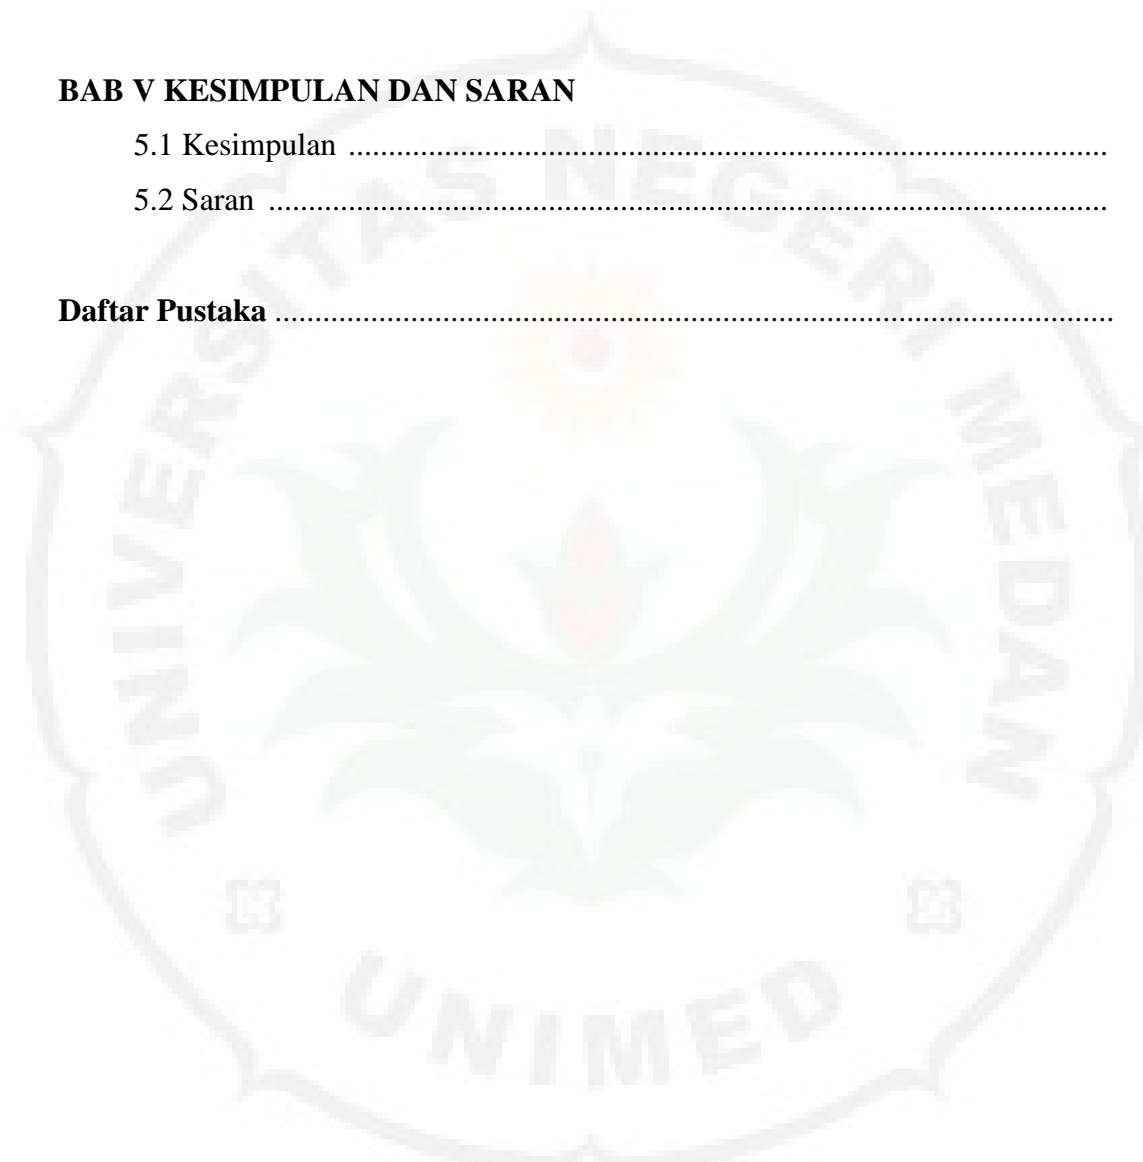 BAB V KESIMPULAN DAN SARAN
5.1 Kesimpulan ................................................................................................
5.2 Saran ..........................................................................................................
Daftar Pustaka ..........................................................................................................
UNIVERSITAS NEGERI MEDAN
UNIMED